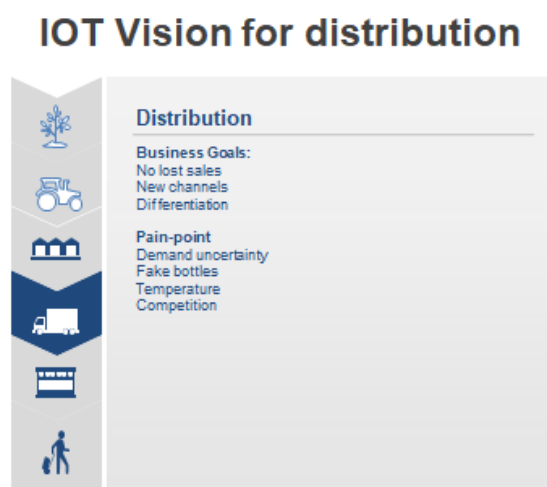 IOT Vision for distribution
Distribution
Business Goals:
No lost sales
New channels
Differentiation
Pain-point
Demand uncertainty
Fake bottles
Temperature
Competition